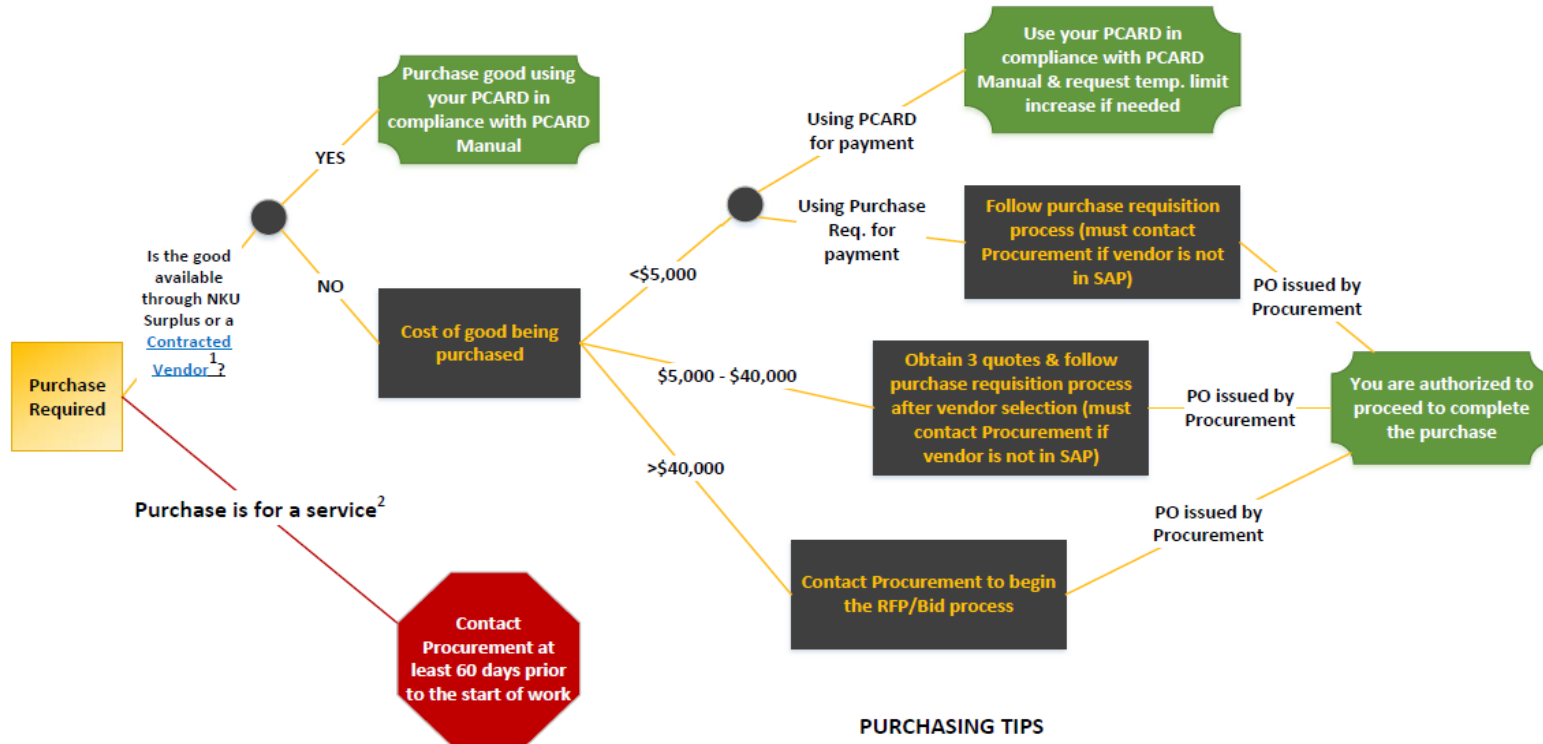 Purchase
Required
Is the good
available
through NKU
Surplus or a
Contracted
Vendor1?
YES
Purchase good using
your PCARD in
compliance with PCARD
Manual
NO
Cost of good being
purchased
<$5,000
Using PCARD
for payment
Use your PCARD in
compliance with PCARD
Manual & request temp. limit
increase if needed
Using Purchase
Req. for
payment
Follow purchase requisition
process (must contact
Procurement if vendor is not
in SAP)
PO issued by
Procurement
$5,000 - $40,000
Obtain 3 quotes & follow
purchase requisition process
after vendor selection (must
contact Procurement if
vendor is not in SAP)
PO issued by
Procurement
You are authorized to
proceed to complete
the purchase
>$40,000
Contact Procurement to begin
the RFP/Bid process
PO issued by
Procurement
Purchase is for a service2
Contact
Procurement at
least 60 days prior
to the start of work
PURCHASING TIPS